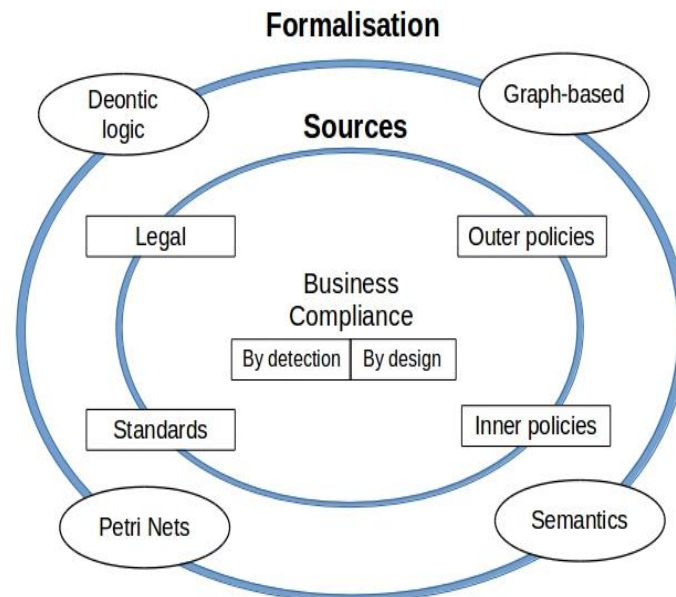 Formalisation
Deontic
logic
Graph-based
Sources
Legal
Outer policies
Business
Compliance
By detection
By design
Standards
Inner policies
Petri Nets
Semantics